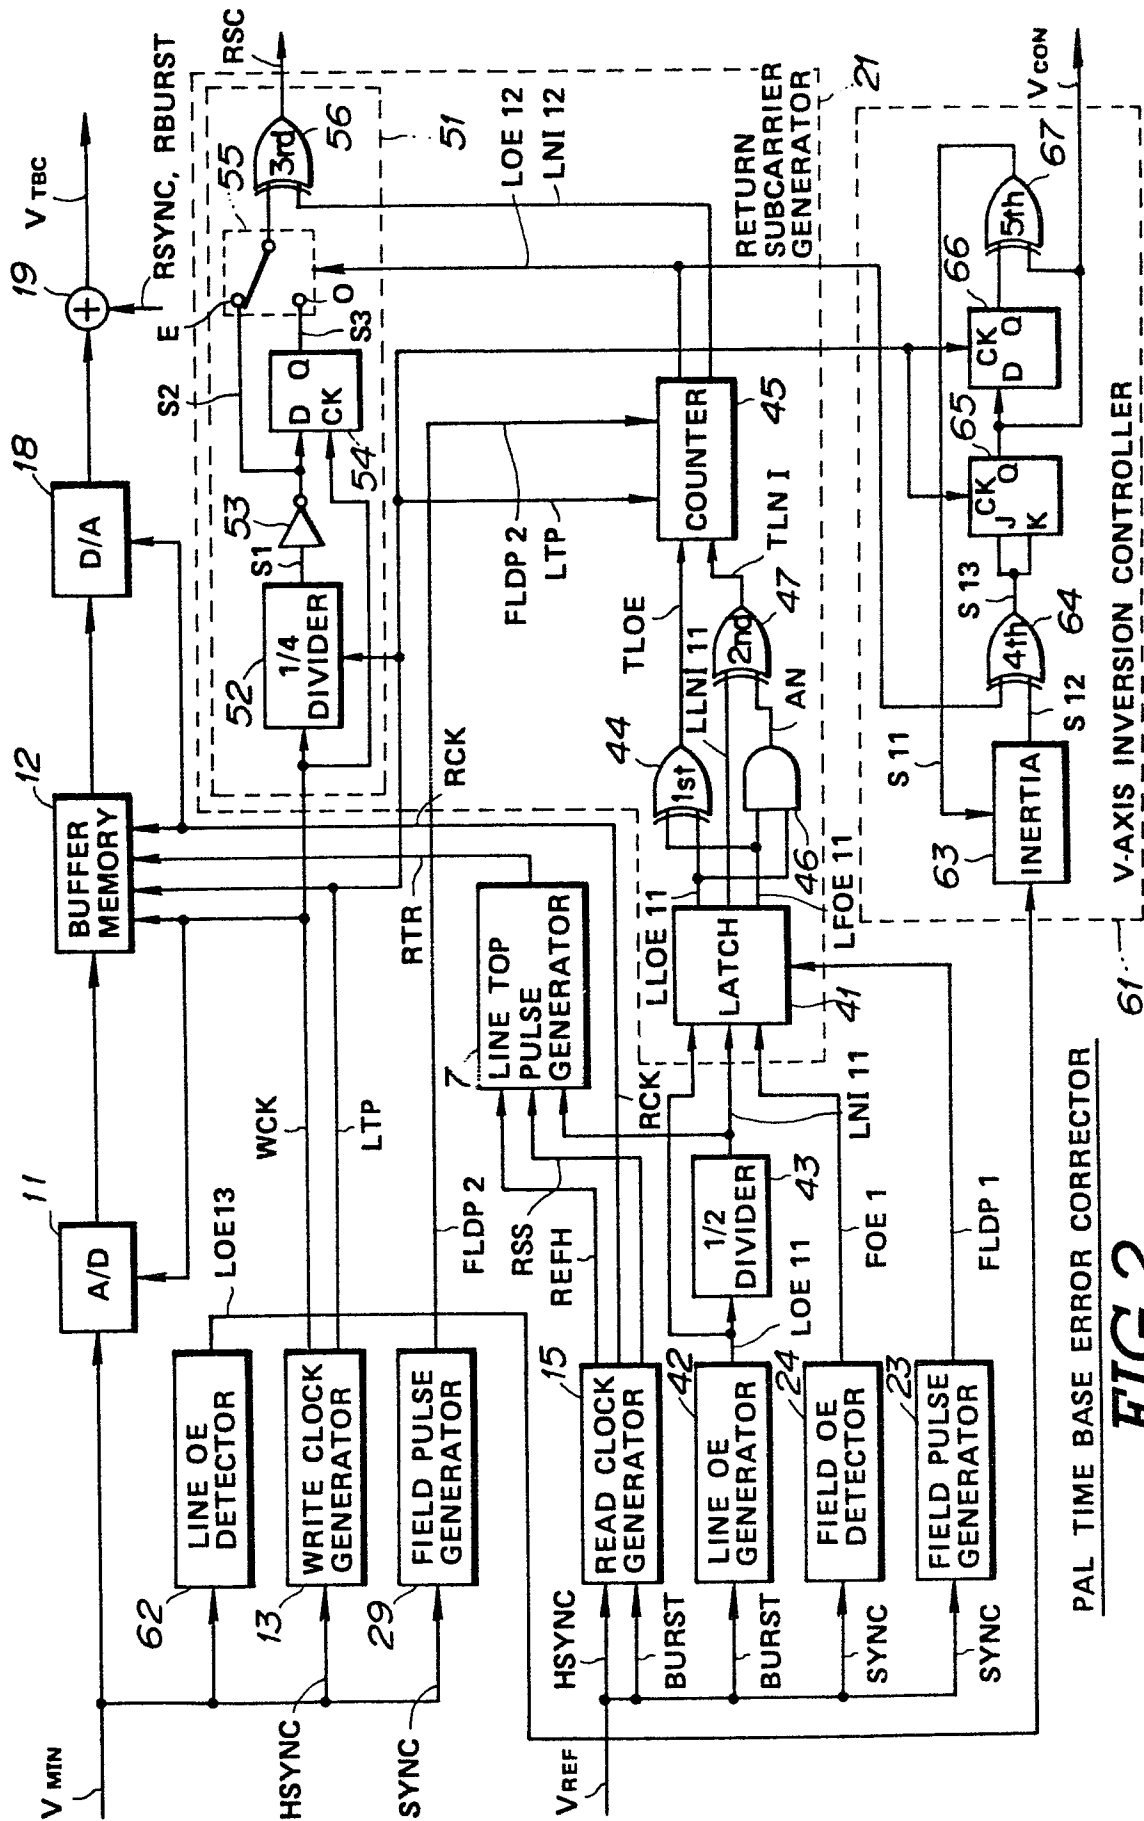 V MIN
11
A/D
12
BUFFER
MEMORY
18
D/A
19
+
V TBC
RSYNC, RBURST
62
LINE OE
DETECTOR
LOE13
HSYNC
13
WRITE CLOCK
GENERATOR
WCK
LTP
SYNC
29
FIELD PULSE
GENERATOR
FLDP 2
RTR
RCK
52
1/4
DIVIDER
S1
53
S2
D Q
CK
54
S3
E
O
55
3rd
56
RSC
51
LOE 12
LNI 12
FLDP 2
LTP
RETURN
SUBCARRIER
GENERATOR
21
VREF
HSYNC
BURST
15
READ CLOCK
GENERATOR
REFH
RSS
RCK
7
LINE TOP
PULSE
GENERATOR
BURST
42
LINE OE
GENERATOR
LOE 11
1/2
DIVIDER
43
LNI 11
SYNC
24
FIELD OE
DETECTOR
FOE 1
SYNC
23
FIELD PULSE
GENERATOR
FLDP 1
LATCH
41
LLOE 11
LFOE 11
LLNI 11
44
1st
46
AN
2nd
47
TLOE
TLN I
COUNTER
45
61
V-AXIS INVERSION CONTROLLER
63
INERTIA
S 11
S 12
4th
64
S 13
J CK
K Q
65
CK
D Q
66
5th
67
V CON
PAL TIME BASE ERROR CORRECTOR
FIG. 2